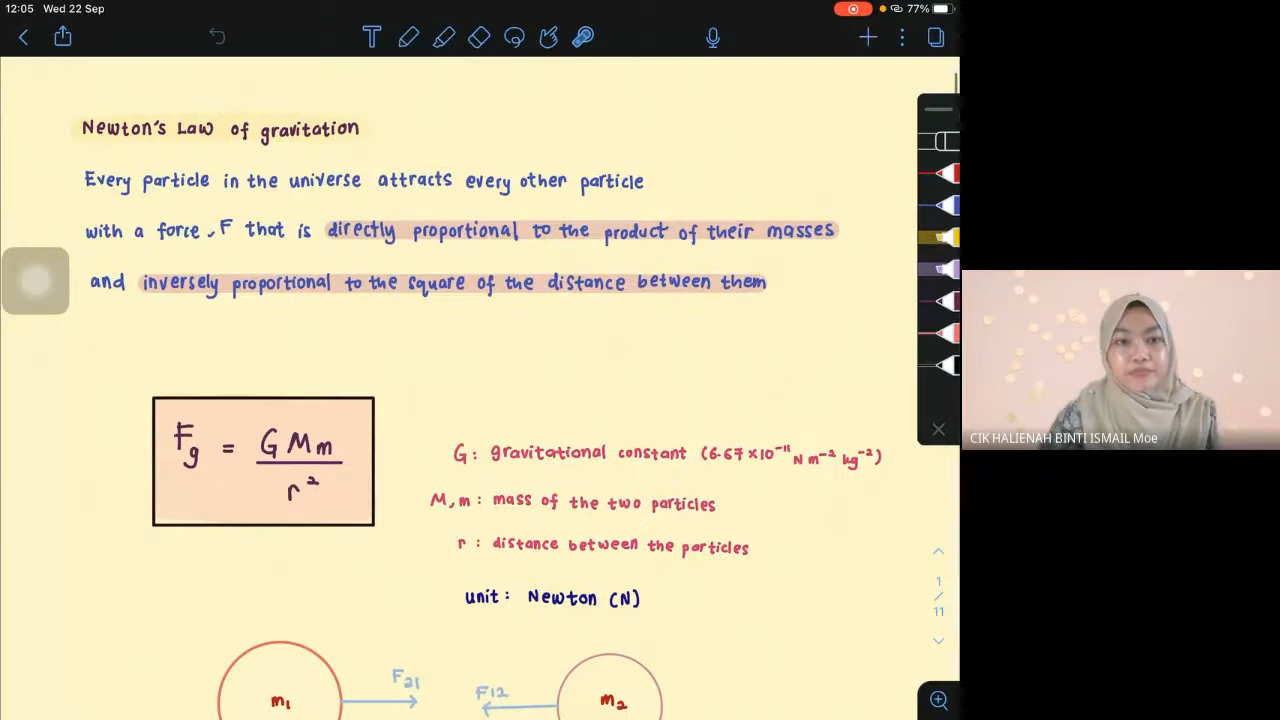 12:05 Wed 22 Sep
77%
Newton's Law of gravitation
Every particle in the universe attracts every other particle
with a force, F that is directly proportional to the product of their masses
and inversely proportional to the square of the distance between them
F_g = GMm / r²
G: gravitational constant (6.67 × 10⁻¹¹ N m⁻² kg⁻²)
M, m: mass of the two particles
r: distance between the particles
unit: Newton (N)
m₁
F₂₁
F₁₂
m₂
1
/
11
CIK HALIENAH BINTI ISMAIL Moe